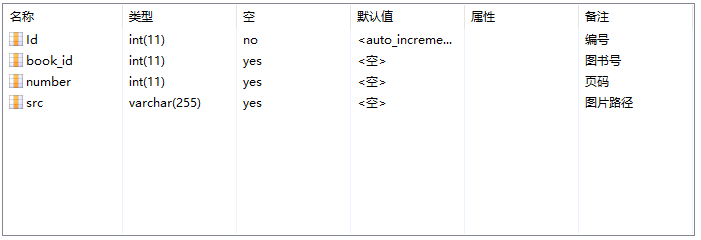 名称 类型 空 默认值 属性 备注
Id int(11) no <auto_increme... 编号
book_id int(11) yes <空> 图书号
number int(11) yes <空> 页码
src varchar(255) yes <空> 图片路径